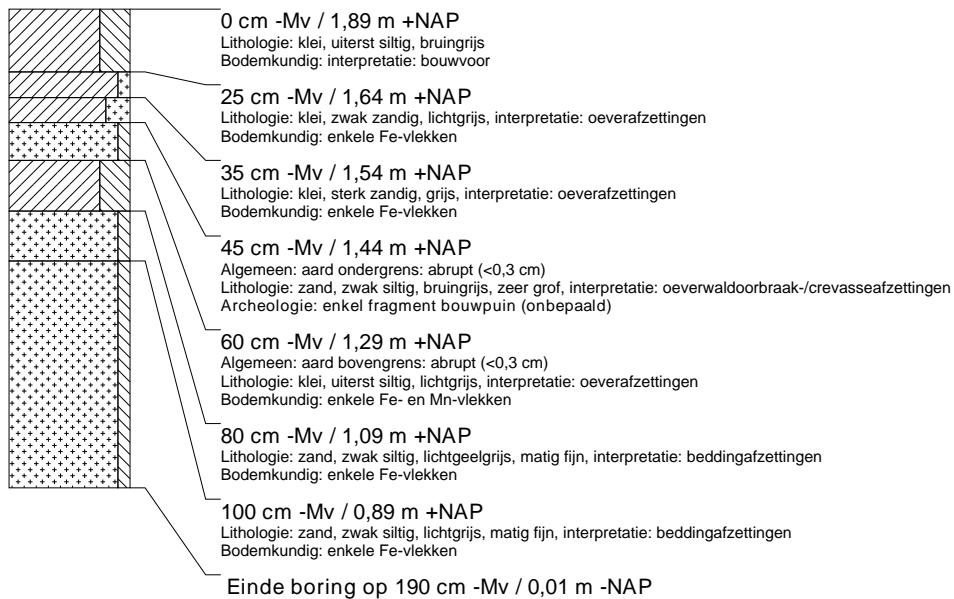 0 cm -Mv / 1,89 m +NAP
Lithologie: klei, uiterst siltig, bruingrijs
Bodemkundig: interpretatie: bouwvoor
25 cm -Mv / 1,64 m +NAP
Lithologie: klei, zwak zandig, lichtgrijs, interpretatie: oeverafzettingen
Bodemkundig: enkele Fe-vlekken
35 cm -Mv / 1,54 m +NAP
Lithologie: klei, sterk zandig, grijs, interpretatie: oeverafzettingen
Bodemkundig: enkele Fe-vlekken
45 cm -Mv / 1,44 m +NAP
Algemeen: aard ondergrens: abrupt (<0,3 cm)
Lithologie: zand, zwak siltig, bruingrijs, zeer grof, interpretatie: oeverwaldoorbraak-/crevasseafzettingen
Archeologie: enkel fragment bouwpuin (onbepaald)
60 cm -Mv / 1,29 m +NAP
Algemeen: aard bovengrens: abrupt (<0,3 cm)
Lithologie: klei, uiterst siltig, lichtgrijs, interpretatie: oeverafzettingen
Bodemkundig: enkele Fe- en Mn-vlekken
80 cm -Mv / 1,09 m +NAP
Lithologie: zand, zwak siltig, lichtgeelgrijs, matig fijn, interpretatie: beddingafzettingen
Bodemkundig: enkele Fe-vlekken
100 cm -Mv / 0,89 m +NAP
Lithologie: zand, zwak siltig, lichtgrijs, matig fijn, interpretatie: beddingafzettingen
Bodemkundig: enkele Fe-vlekken
Einde boring op 190 cm -Mv / 0,01 m -NAP